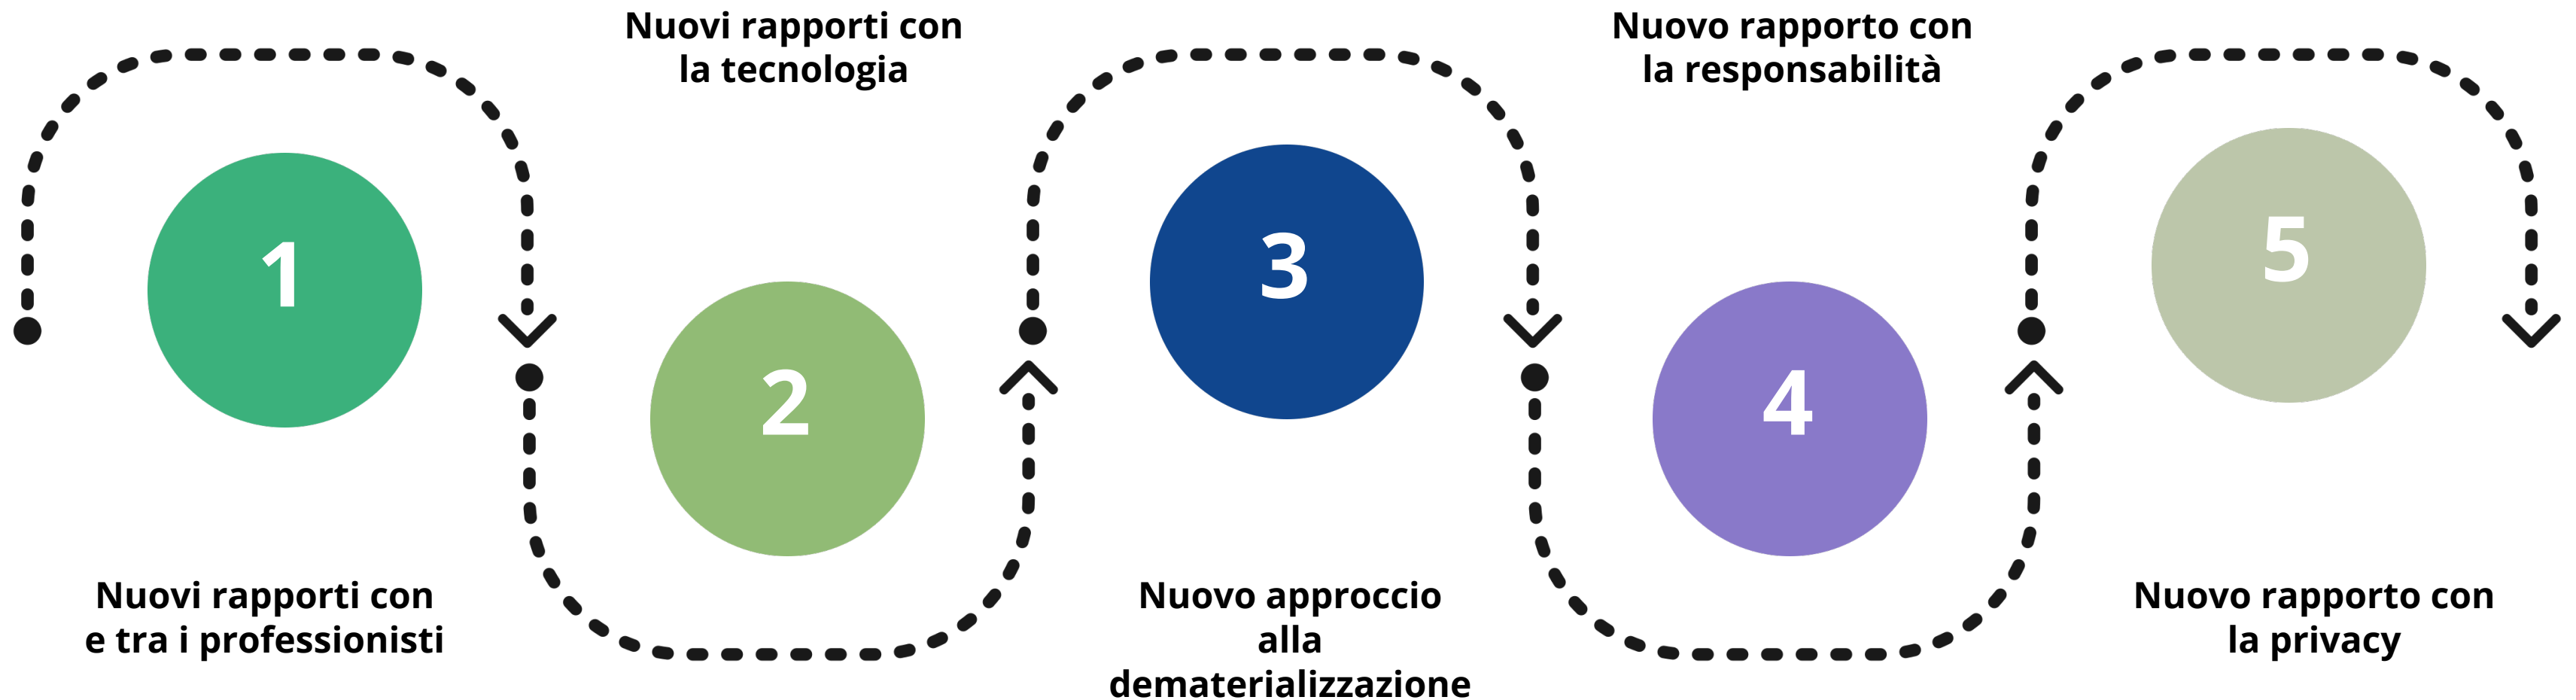 1
Nuovi rapporti con
e tra i professionisti
Nuovi rapporti con
la tecnologia
2
3
Nuovo approccio
alla
dematerializzazione
Nuovo rapporto con
la responsabilità
4
5
Nuovo rapporto con
la privacy